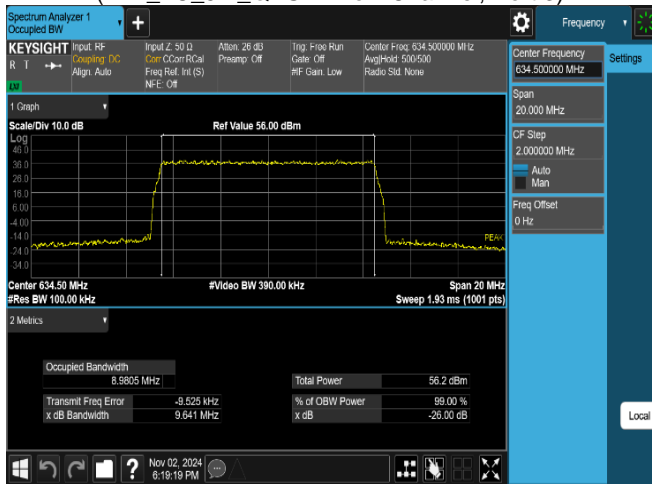 Spectrum Analyzer 1
Occupied BW
KEYSIGHT
R T
LXI
Input: RF
Coupling: DC
Align: Auto
Input Z: 50 Ω
Corr CCorr RCal
Freq Ref: Int (S)
NFE: Off
Atten: 26 dB
Preamp: Off
Trig: Free Run
Gate: Off
#IF Gain: Low
Center Freq: 634.500000 MHz
Avg|Hold: 500/500
Radio Std: None
1 Graph
Scale/Div 10.0 dB
Ref Value 56.00 dBm
Log
46.0
36.0
26.0
16.0
6.00
-4.00
-14.0
-24.0
-34.0
PEAK
Center 634.50 MHz
#Video BW 390.00 kHz
Span 20 MHz
#Res BW 100.00 kHz
Sweep 1.93 ms (1001 pts)
2 Metrics
Occupied Bandwidth
8.9805 MHz
Total Power
56.2 dBm
Transmit Freq Error
-9.525 kHz
% of OBW Power
99.00 %
x dB Bandwidth
9.641 MHz
x dB
-26.00 dB
?
Nov 02, 2024
6:19:19 PM
Frequency
Center Frequency
634.500000 MHz
Settings
Span
20.000 MHz
CF Step
2.000000 MHz
Auto
Man
Freq Offset
0 Hz
Local